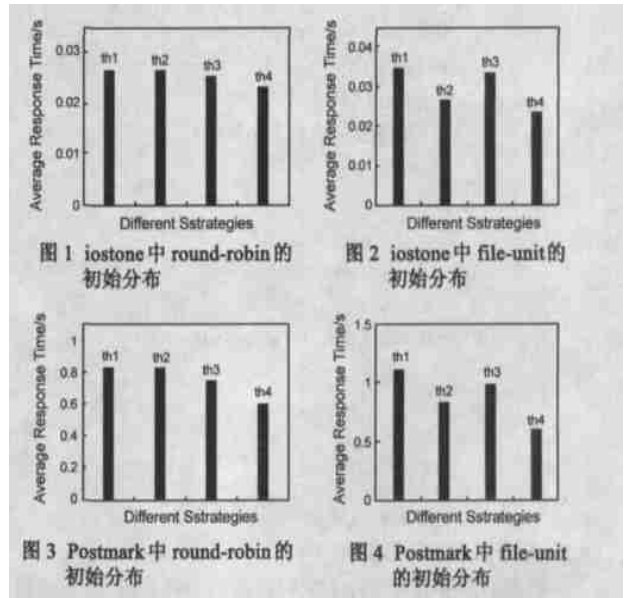 Average Response Time/s
0.03
0.02
0.01
0
th1
th2
th3
th4
Different Sstrategies
图 1 iostone 中 round-robin 的
初始分布
Average Response Time/s
0.04
0.03
0.02
0.01
0
th1
th2
th3
th4
Different Sstrategies
图 2 iostone 中 file-unit 的
初始分布
Average Response Time/s
1
0.8
0.6
0.4
0.2
0
th1
th2
th3
th4
Different Sstrategies
图 3 Postmark 中 round-robin 的
初始分布
Average Response Time/s
1.5
1
0.5
0
th1
th2
th3
th4
Different Sstrategies
图 4 Postmark 中 file-unit
的初始分布